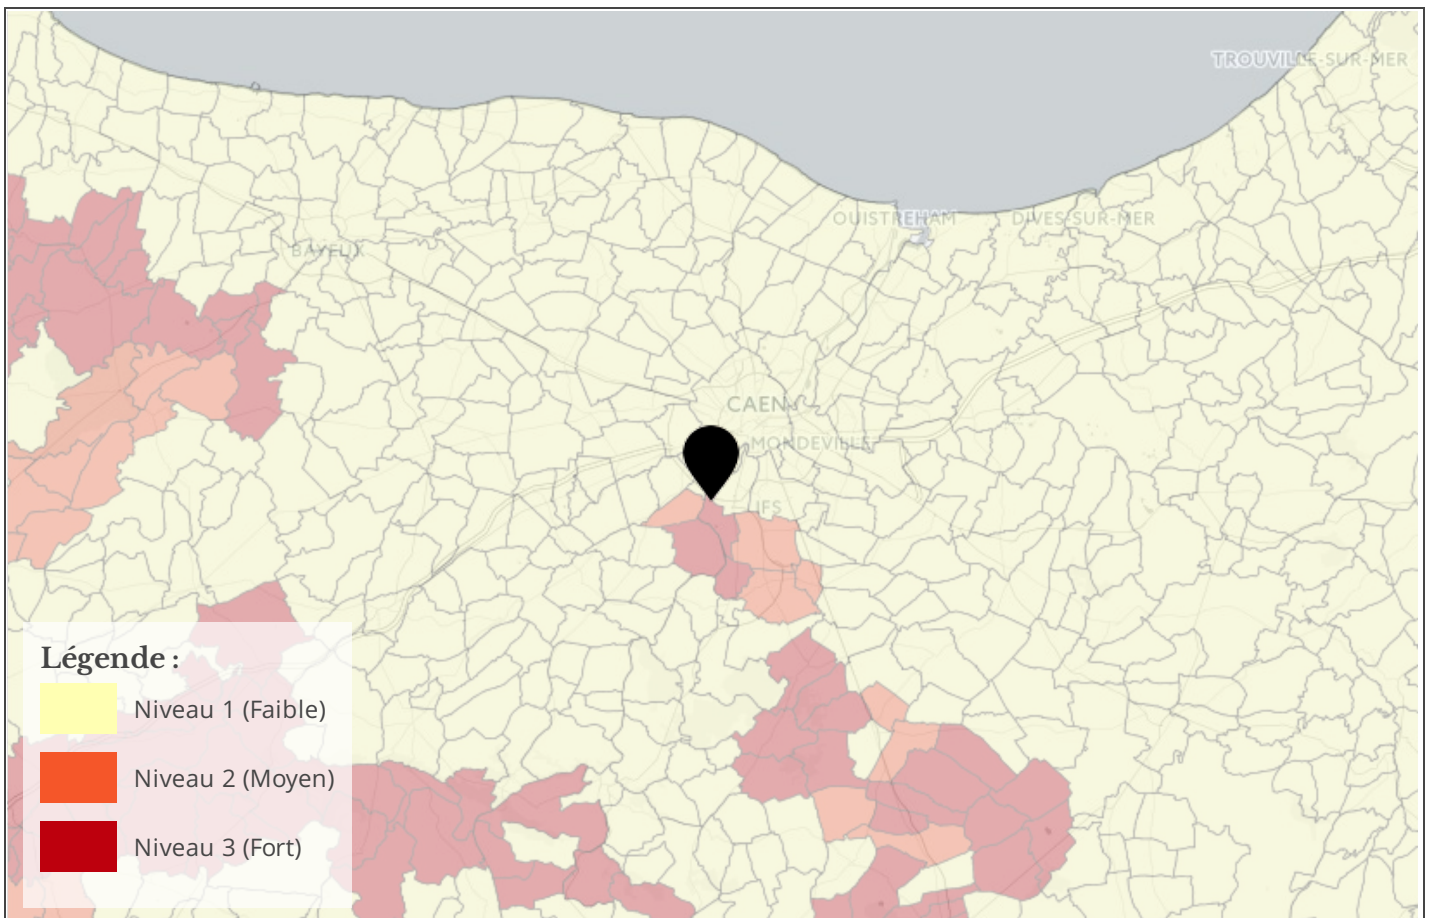 TROUVILLE-SUR-MER
OUISTREHAM
DIVES-SUR-MER
BAYEUX
CAEN
MONDEVILLE
IFS
Légende :
Niveau 1 (Faible)
Niveau 2 (Moyen)
Niveau 3 (Fort)